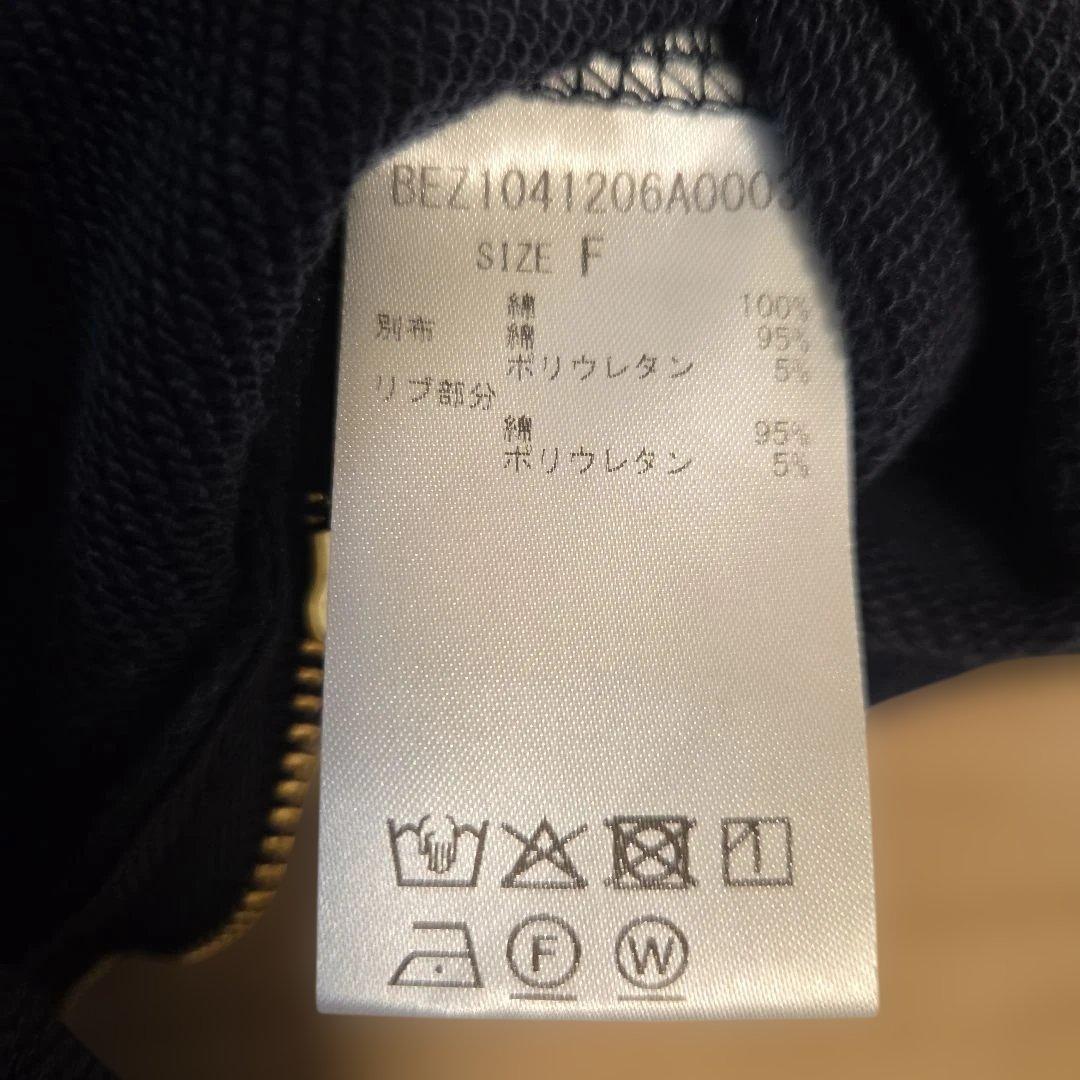 BEZ1041206A0003
SIZE F
綿 100%
別布 綿 95%
ポリウレタン 5%
リブ部分
綿 95%
ポリウレタン 5%
F W